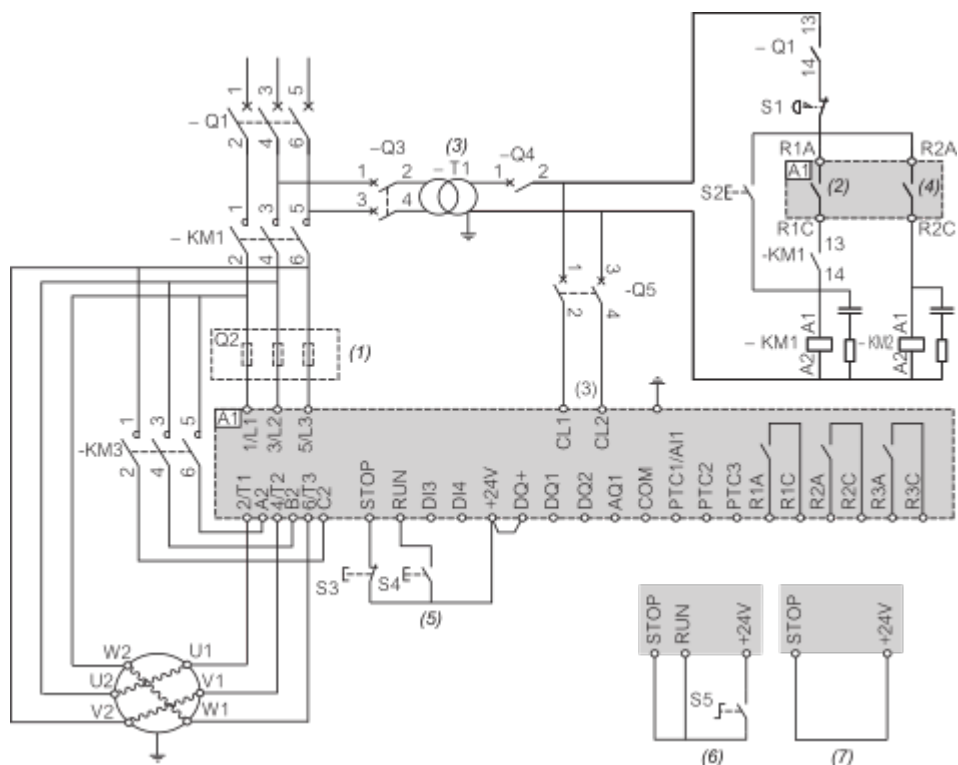 13
– Q1
14
S1
1 3 5
– Q1
2 4 6
(3)
–Q3 – T1 –Q4
1 2 1 2
3 4
R1A R2A
A1
(2) (4)
S2
R1C R2C
1 3 5
– KM1
2 4 6
-KM1 13
14
1 3
-Q5
2 4
Q2 (1)
A1 A1
– KM1 – KM2
A2 A2
(3)
A1
1/L1 3/L2 5/L3 CL1 CL2
1 3 5
-KM3
2 4 6
2/T1 A2 4/T2 B2 6/T3 C2 STOP RUN DI3 DI4 +24V DQ+ DQ1 DQ2 AQ1 COM PTC1/AI1 PTC2 PTC3 R1A R1C R2A R2C R3A R3C
S3 S4
(5)
STOP RUN +24V
STOP +24V
S5
(6) (7)
W2 U1
U2 V1
V2 W1